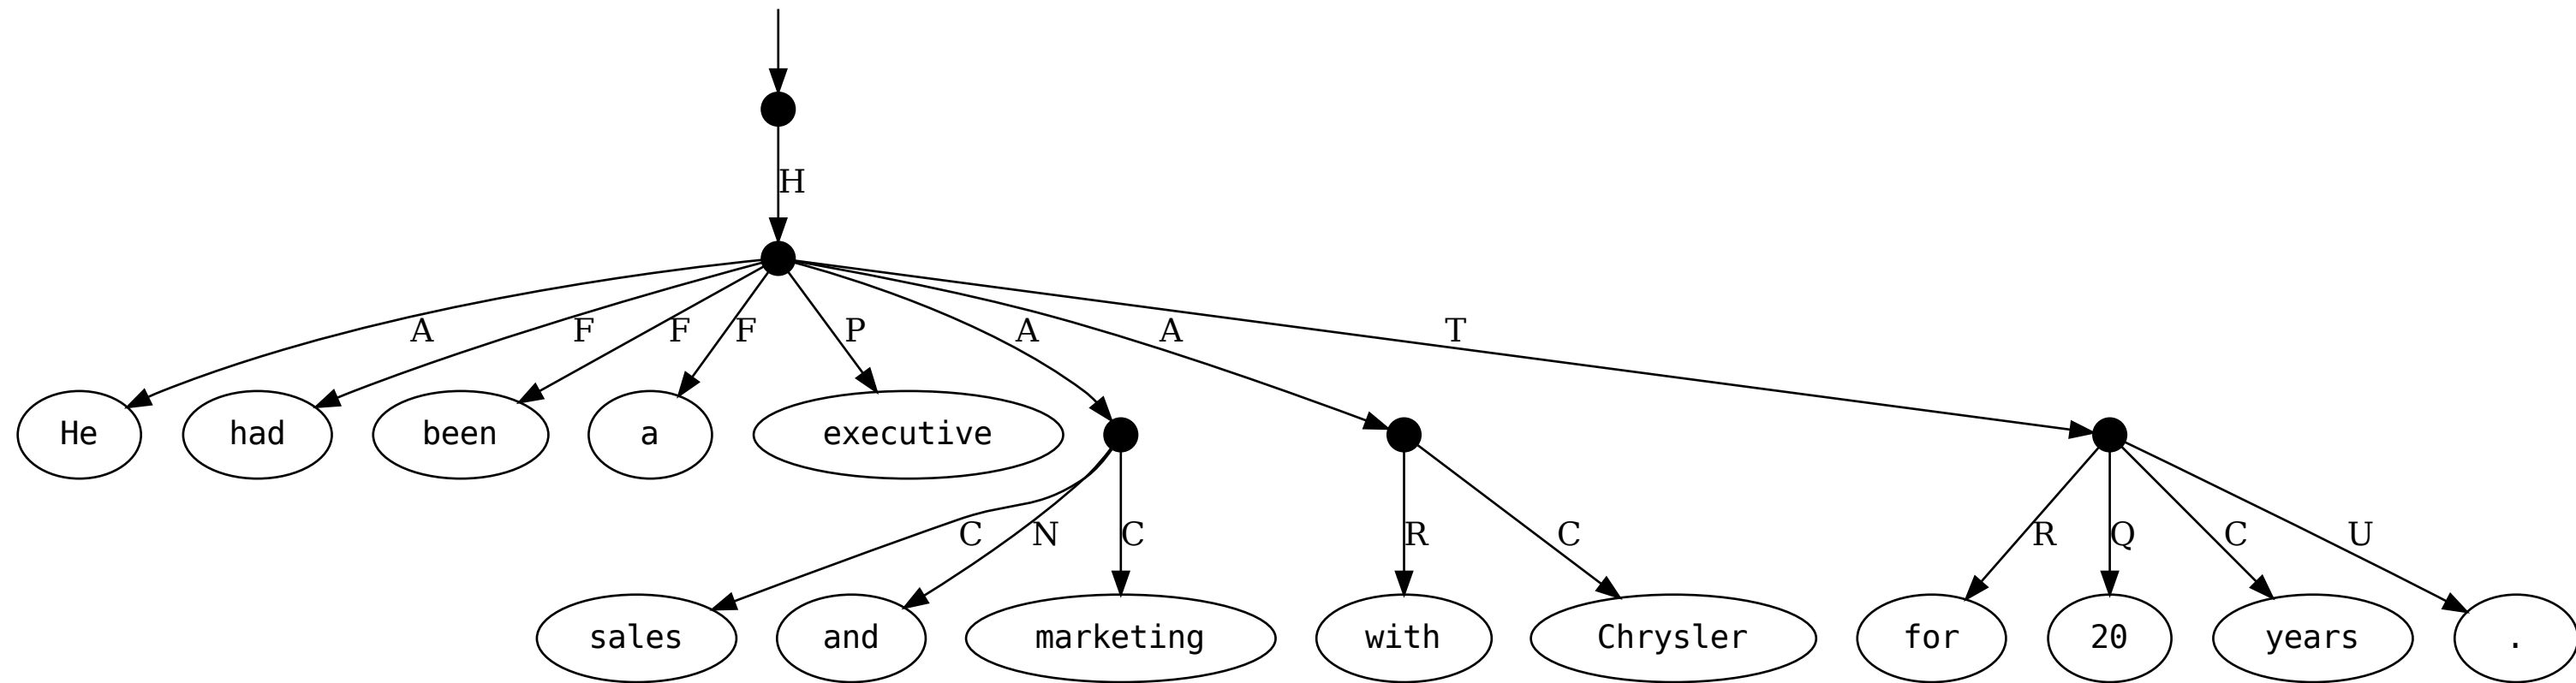 H
A F F F P A A T
He had been a executive
C N C R C R Q C U
sales and marketing with Chrysler for 20 years .